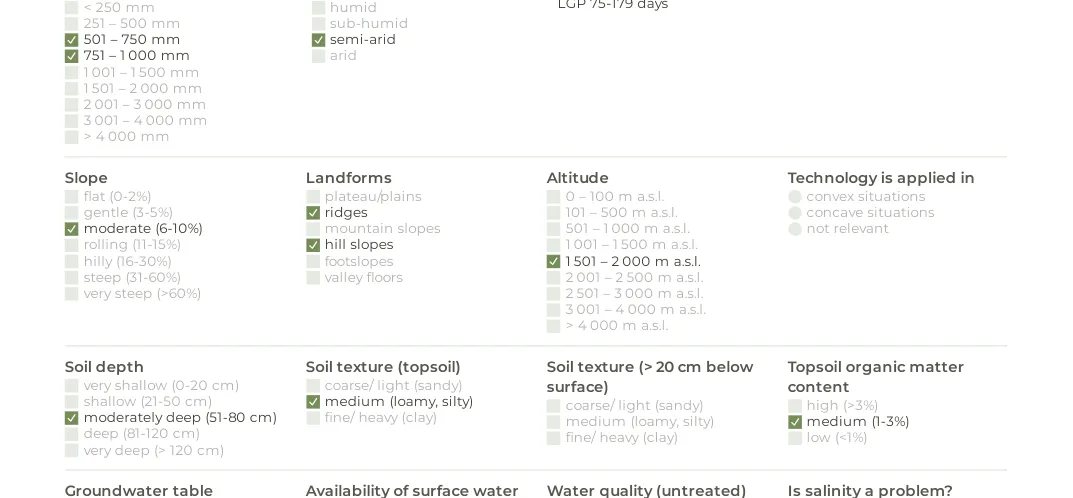 < 250 mm
251 – 500 mm
501 – 750 mm
751 – 1 000 mm
1 001 – 1 500 mm
1 501 – 2 000 mm
2 001 – 3 000 mm
3 001 – 4 000 mm
> 4 000 mm
humid
sub-humid
semi-arid
arid
LGP 75-179 days
Slope
flat (0-2%)
gentle (3-5%)
moderate (6-10%)
rolling (11-15%)
hilly (16-30%)
steep (31-60%)
very steep (>60%)
Landforms
plateau/plains
ridges
mountain slopes
hill slopes
footslopes
valley floors
Altitude
0 – 100 m a.s.l.
101 – 500 m a.s.l.
501 – 1 000 m a.s.l.
1 001 – 1 500 m a.s.l.
1 501 – 2 000 m a.s.l.
2 001 – 2 500 m a.s.l.
2 501 – 3 000 m a.s.l.
3 001 – 4 000 m a.s.l.
> 4 000 m a.s.l.
Technology is applied in
convex situations
concave situations
not relevant
Soil depth
very shallow (0-20 cm)
shallow (21-50 cm)
moderately deep (51-80 cm)
deep (81-120 cm)
very deep (> 120 cm)
Soil texture (topsoil)
coarse/ light (sandy)
medium (loamy, silty)
fine/ heavy (clay)
Soil texture (> 20 cm below
surface)
coarse/ light (sandy)
medium (loamy, silty)
fine/ heavy (clay)
Topsoil organic matter
content
high (>3%)
medium (1-3%)
low (<1%)
Groundwater table
Availability of surface water
Water quality (untreated)
Is salinity a problem?